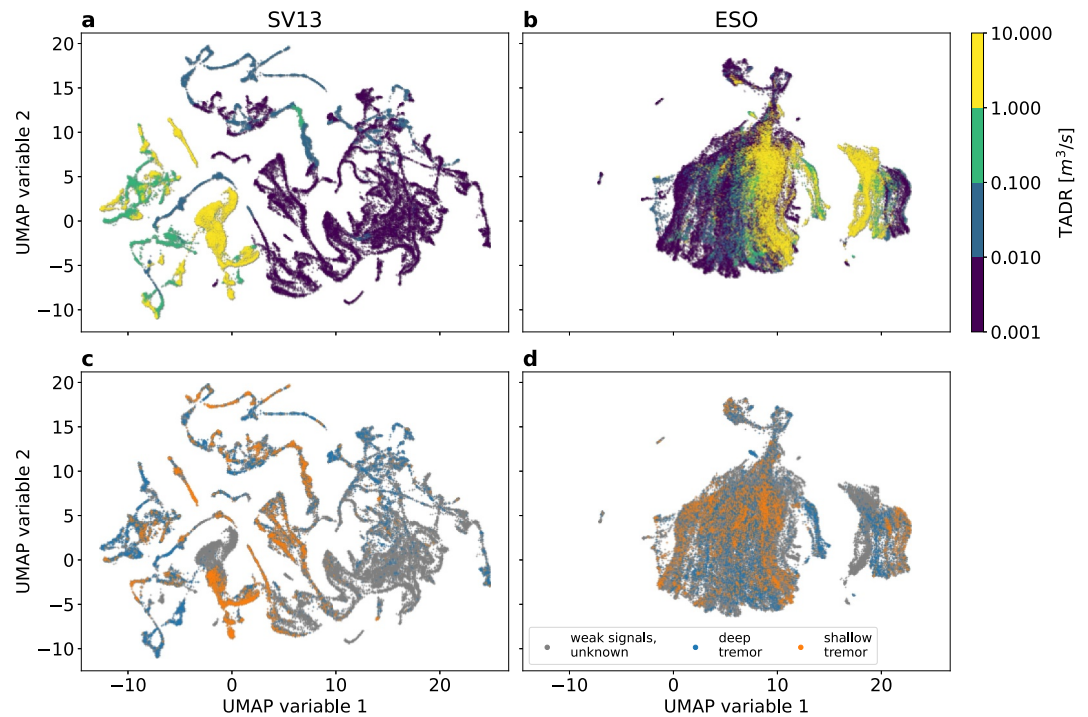 a
SV13
b
ESO
20
15
10
5
0
−5
−10
UMAP variable 2
10.000
1.000
0.100
0.010
0.001
TADR [m³/s]
c
d
20
15
10
5
0
−5
−10
UMAP variable 2
weak signals,
unknown
deep
tremor
shallow
tremor
−10
0
10
20
0
10
20
UMAP variable 1
UMAP variable 1